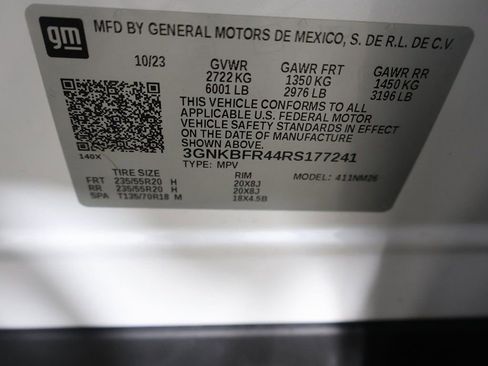 gm
MFD BY GENERAL MOTORS DE MEXICO, S. DE R.L. DE C.V.
10/23 GVWR GAWR FRT GAWR RR
2722 KG 1350 KG 1450 KG
6001 LB 2976 LB 3196 LB
THIS VEHICLE CONFORMS TO ALL
APPLICABLE U.S. FEDERAL MOTOR
VEHICLE SAFETY STANDARDS IN EFFECT
ON THE DATE OF MANUFACTURE
SHOWN ABOVE.
140X 3GNKBFR44RS177241
TYPE: MPV MODEL: 411NM26
TIRE SIZE RIM
FRT 235/55R20 H 20X8J
RR 235/55R20 H 20X8J
SPA T135/70R18 M 18X4.5B